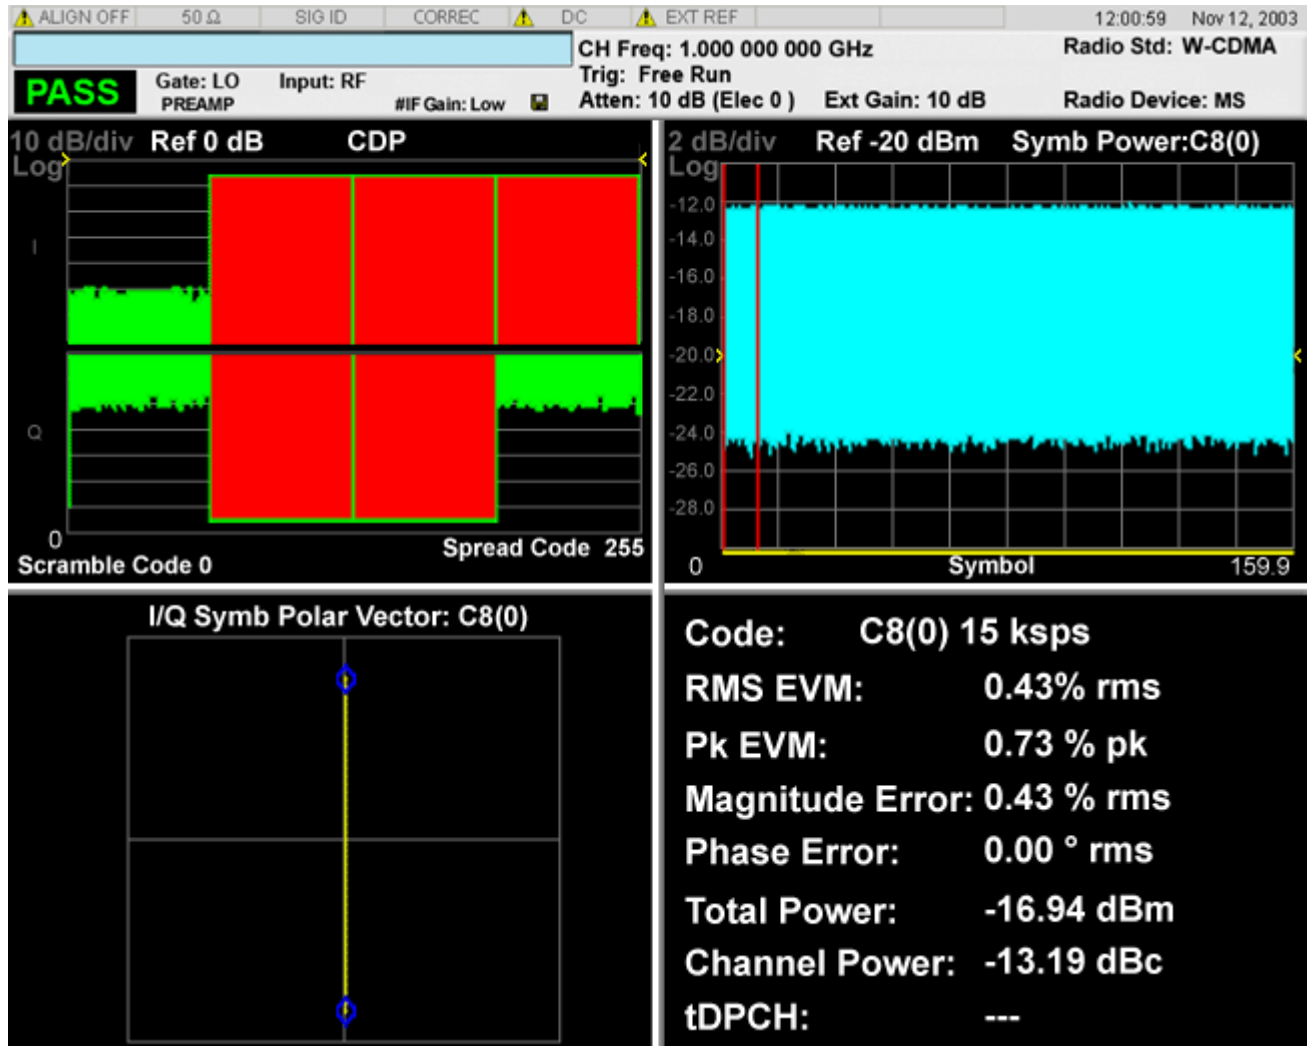 ALIGN OFF 50 Ω SIG ID CORREC DC EXT REF 12:00:59 Nov 12, 2003
CH Freq: 1.000 000 000 GHz Radio Std: W-CDMA
Trig: Free Run
PASS Gate: LO Input: RF
PREAMP #IF Gain: Low Atten: 10 dB (Elec 0 ) Ext Gain: 10 dB Radio Device: MS
10 dB/div Ref 0 dB CDP
Log
I
Q
0
Spread Code 255
Scramble Code 0
2 dB/div Ref -20 dBm Symb Power:C8(0)
Log
-12.0
-14.0
-16.0
-18.0
-20.0
-22.0
-24.0
-26.0
-28.0
0 Symbol 159.9
I/Q Symb Polar Vector: C8(0)
Code: C8(0) 15 ksps
RMS EVM: 0.43% rms
Pk EVM: 0.73 % pk
Magnitude Error: 0.43 % rms
Phase Error: 0.00 ° rms
Total Power: -16.94 dBm
Channel Power: -13.19 dBc
tDPCH: ---